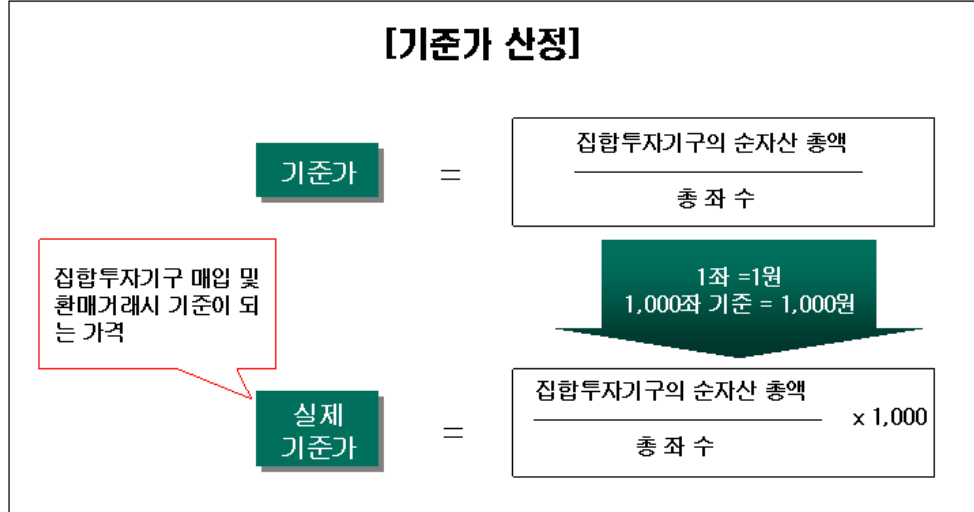 [기준가 산정]
기준가
=
집합투자기구의 순자산 총액
총 좌 수
집합투자기구 매입 및
환매거래시 기준이 되
는 가격
1좌 =1원
1,000좌 기준 = 1,000원
실제
기준가
=
집합투자기구의 순자산 총액
총 좌 수
x 1,000